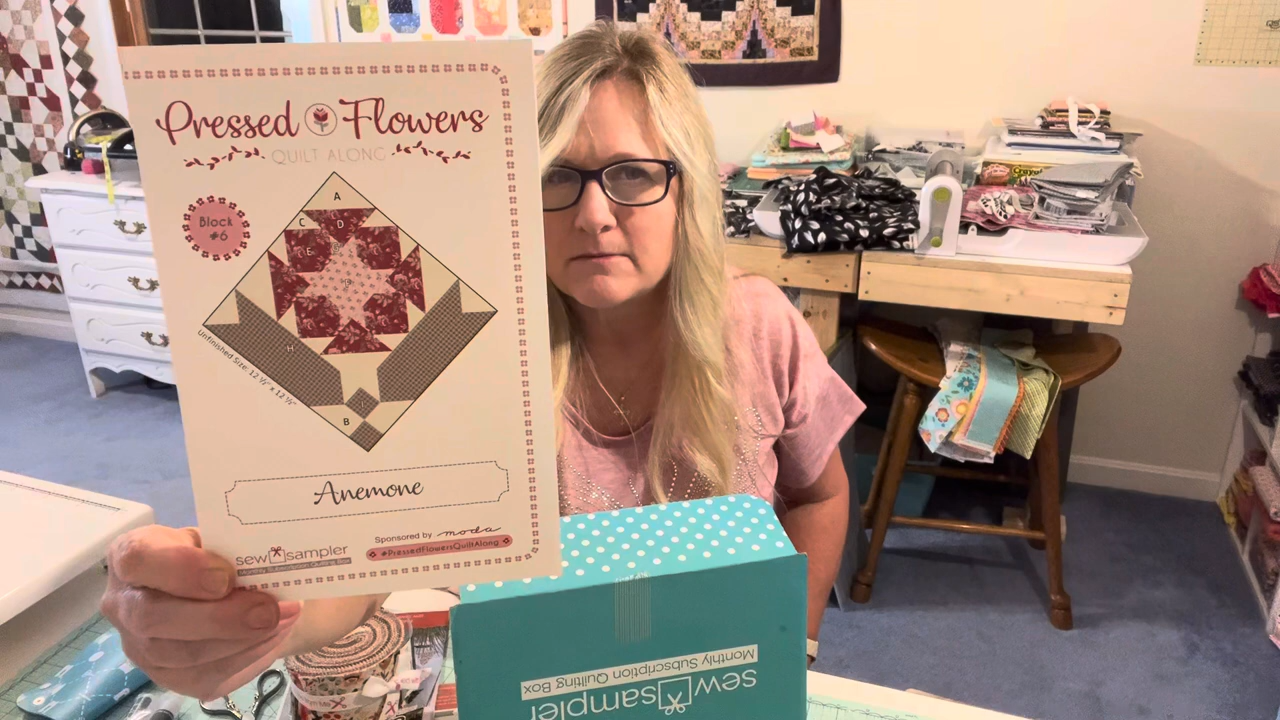 Pressed Flowers
QUILT ALONG
Block
#6
A
C
D
E
F
H
B
Unfinished Size: 12 ½" x 12 ½"
Anemone
Sponsored by moda
#PressedFlowersQuiltAlong
sew sampler
Monthly Subscription Quilting Box
Crayola
sew sampler
Monthly Subscription Quilting Box